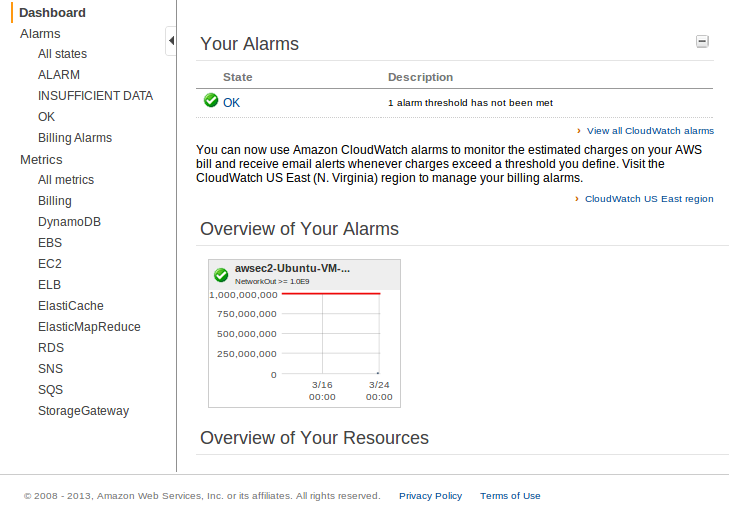 Dashboard
Alarms
All states
ALARM
INSUFFICIENT DATA
OK
Billing Alarms
Metrics
All metrics
Billing
DynamoDB
EBS
EC2
ELB
ElastiCache
ElasticMapReduce
RDS
SNS
SQS
StorageGateway
Your Alarms
State Description
OK 1 alarm threshold has not been met
› View all CloudWatch alarms
You can now use Amazon CloudWatch alarms to monitor the estimated charges on your AWS
bill and receive email alerts whenever charges exceed a threshold you define. Visit the
CloudWatch US East (N. Virginia) region to manage your billing alarms.
› CloudWatch US East region
Overview of Your Alarms
awsec2-Ubuntu-VM-...
NetworkOut >= 1.0E9
1,000,000,000
750,000,000
500,000,000
250,000,000
0
3/16 3/24
00:00 00:00
Overview of Your Resources
© 2008 - 2013, Amazon Web Services, Inc. or its affiliates. All rights reserved. Privacy Policy Terms of Use